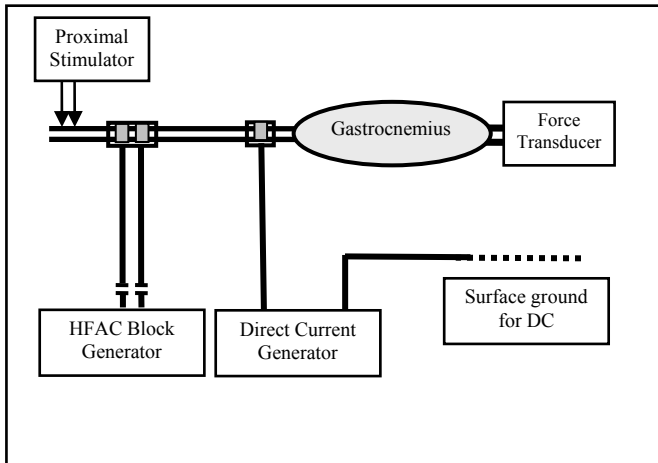 Proximal
Stimulator
Gastrocnemius
Force
Transducer
HFAC Block
Generator
Direct Current
Generator
Surface ground
for DC